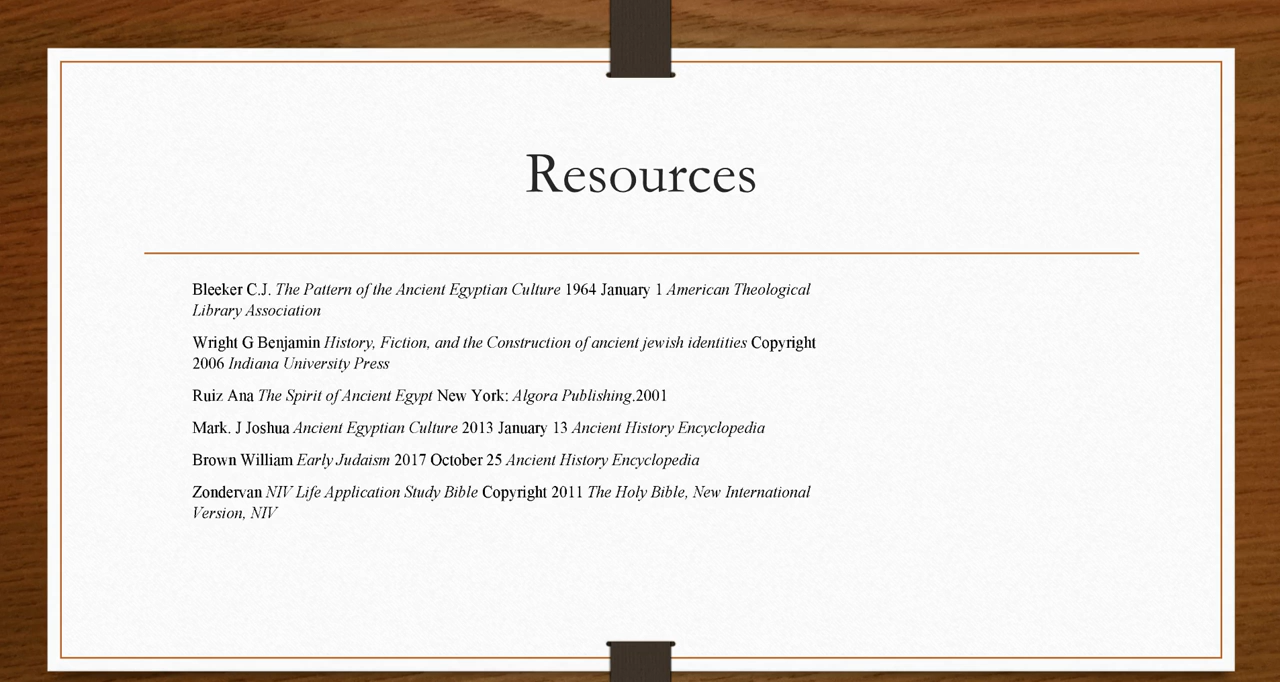 Resources
Bleeker C.J. The Pattern of the Ancient Egyptian Culture 1964 January 1 American Theological
Library Association
Wright G Benjamin History, Fiction, and the Construction of ancient jewish identities Copyright
2006 Indiana University Press
Ruiz Ana The Spirit of Ancient Egypt New York: Algora Publishing.2001
Mark. J Joshua Ancient Egyptian Culture 2013 January 13 Ancient History Encyclopedia
Brown William Early Judaism 2017 October 25 Ancient History Encyclopedia
Zondervan NIV Life Application Study Bible Copyright 2011 The Holy Bible, New International
Version, NIV